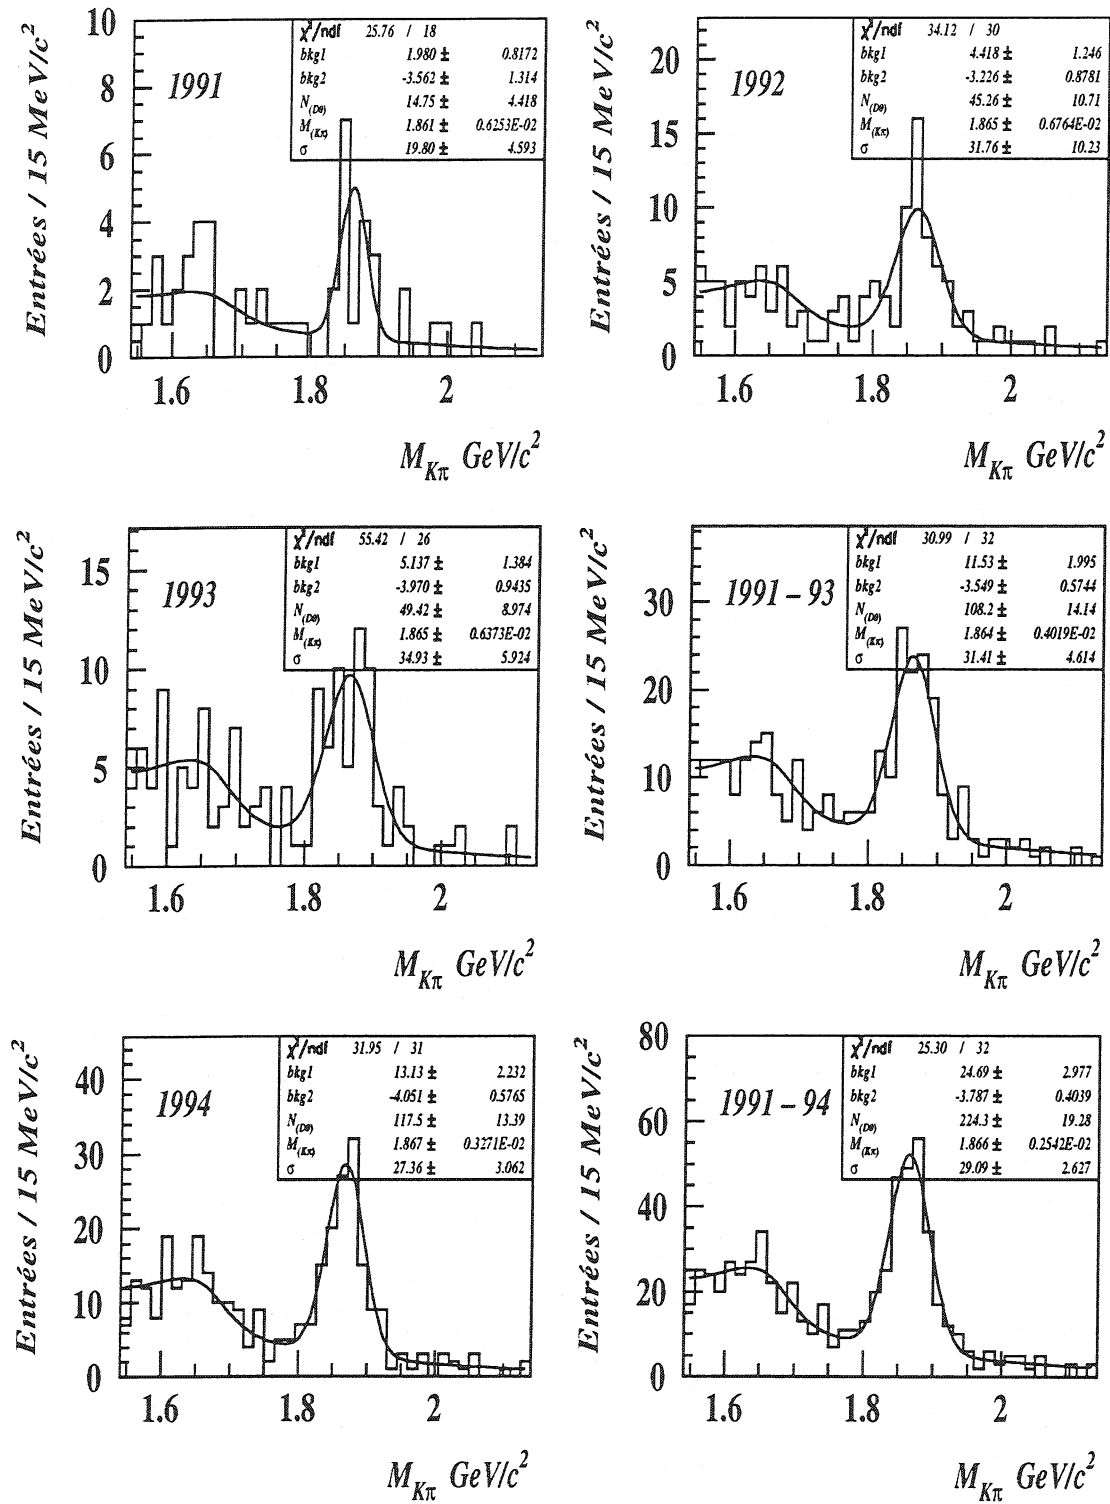 Entrées / 15 MeV/c²
10
8
6
4
2
0
1991
χ²/ndf 25.76 / 18
bkg1 1.980 ± 0.8172
bkg2 -3.562 ± 1.314
N(D0) 14.75 ± 4.418
M(Kπ) 1.861 ± 0.6253E-02
σ 19.80 ± 4.593
1.6 1.8 2
M Kπ GeV/c²
Entrées / 15 MeV/c²
20
15
10
5
0
1992
χ²/ndf 34.12 / 30
bkg1 4.418 ± 1.246
bkg2 -3.226 ± 0.8781
N(D0) 45.26 ± 10.71
M(Kπ) 1.865 ± 0.6764E-02
σ 31.76 ± 10.23
1.6 1.8 2
M Kπ GeV/c²
Entrées / 15 MeV/c²
15
10
5
0
1993
χ²/ndf 55.42 / 26
bkg1 5.137 ± 1.384
bkg2 -3.970 ± 0.9435
N(D0) 49.42 ± 8.974
M(Kπ) 1.865 ± 0.6373E-02
σ 34.93 ± 5.924
1.6 1.8 2
M Kπ GeV/c²
Entrées / 15 MeV/c²
30
20
10
0
1991 – 93
χ²/ndf 30.99 / 32
bkg1 11.53 ± 1.995
bkg2 -3.549 ± 0.5744
N(D0) 108.2 ± 14.14
M(Kπ) 1.864 ± 0.4019E-02
σ 31.41 ± 4.614
1.6 1.8 2
M Kπ GeV/c²
Entrées / 15 MeV/c²
40
30
20
10
0
1994
χ²/ndf 31.95 / 31
bkg1 13.13 ± 2.232
bkg2 -4.051 ± 0.5765
N(D0) 117.5 ± 13.39
M(Kπ) 1.867 ± 0.3271E-02
σ 27.36 ± 3.062
1.6 1.8 2
M Kπ GeV/c²
Entrées / 15 MeV/c²
80
60
40
20
0
1991 – 94
χ²/ndf 25.30 / 32
bkg1 24.69 ± 2.977
bkg2 -3.787 ± 0.4039
N(D0) 224.3 ± 19.28
M(Kπ) 1.866 ± 0.2542E-02
σ 29.09 ± 2.627
1.6 1.8 2
M Kπ GeV/c²